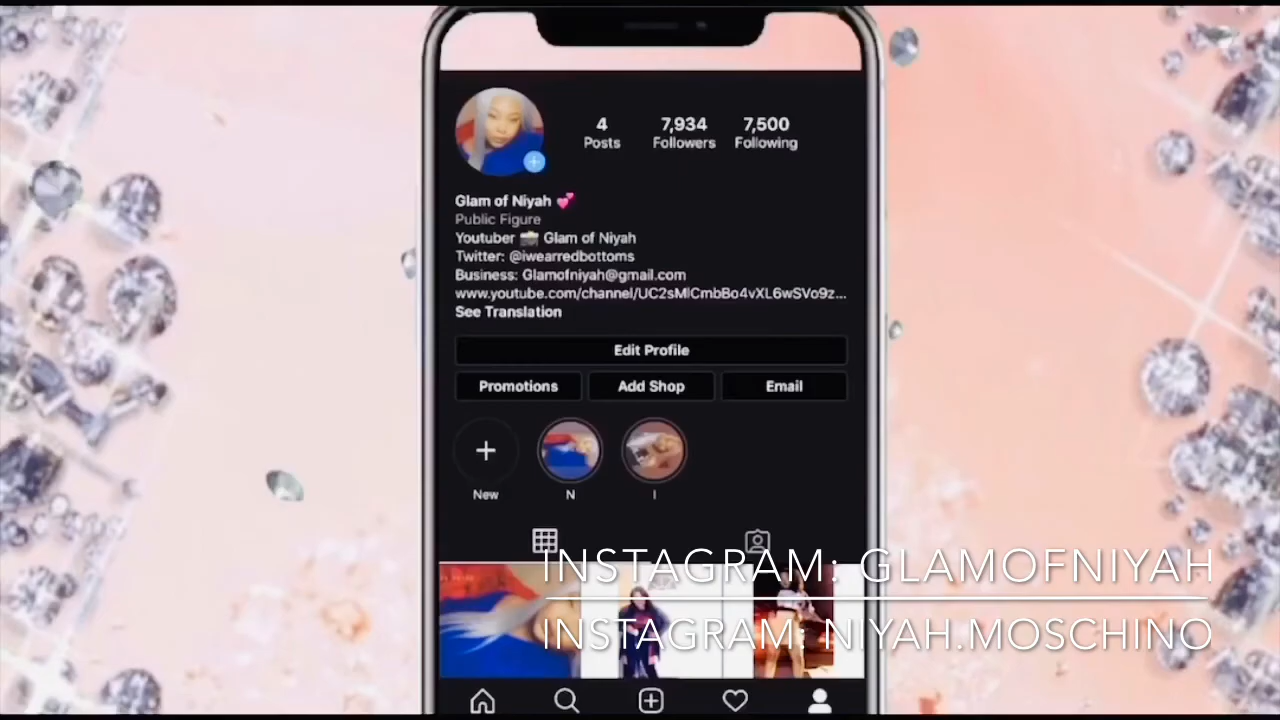 4 7,934 7,500
Posts Followers Following
Glam of Niyah 💕
Public Figure
Youtuber 📸 Glam of Niyah
Twitter: @iwearredbottoms
Business: Glamofniyah@gmail.com
www.youtube.com/channel/UC2sMlCmbBo4vXL6wSVo9z...
See Translation
Edit Profile
Promotions Add Shop Email
New N I
INSTAGRAM: GLAMOFNIYAH
INSTAGRAM: NIYAH.MOSCHINO